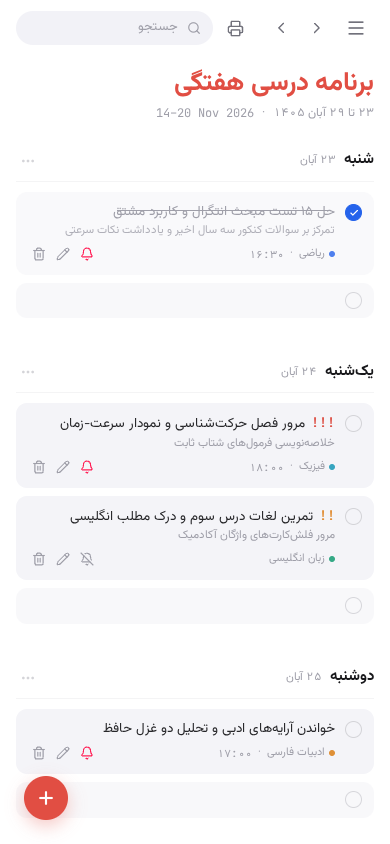 جستجو
برنامه درسی هفتگی
۲۳ تا ۲۹ آبان ۱۴۰۵ · 14–20 Nov 2026
شنبه ۲۳ آبان
حل ۱۵ تست مبحث انتگرال و کاربرد مشتق
تمرکز بر سوالات کنکور سه سال اخیر و یادداشت نکات سرعتی
ریاضی · ۱۶:۳۰
یک‌شنبه ۲۴ آبان
!!! مرور فصل حرکت‌شناسی و نمودار سرعت-زمان
خلاصه‌نویسی فرمول‌های شتاب ثابت
فیزیک · ۱۸:۰۰
!! تمرین لغات درس سوم و درک مطلب انگلیسی
مرور فلش‌کارت‌های واژگان آکادمیک
زبان انگلیسی
دوشنبه ۲۵ آبان
خواندن آرایه‌های ادبی و تحلیل دو غزل حافظ
ادبیات فارسی · ۱۷:۰۰